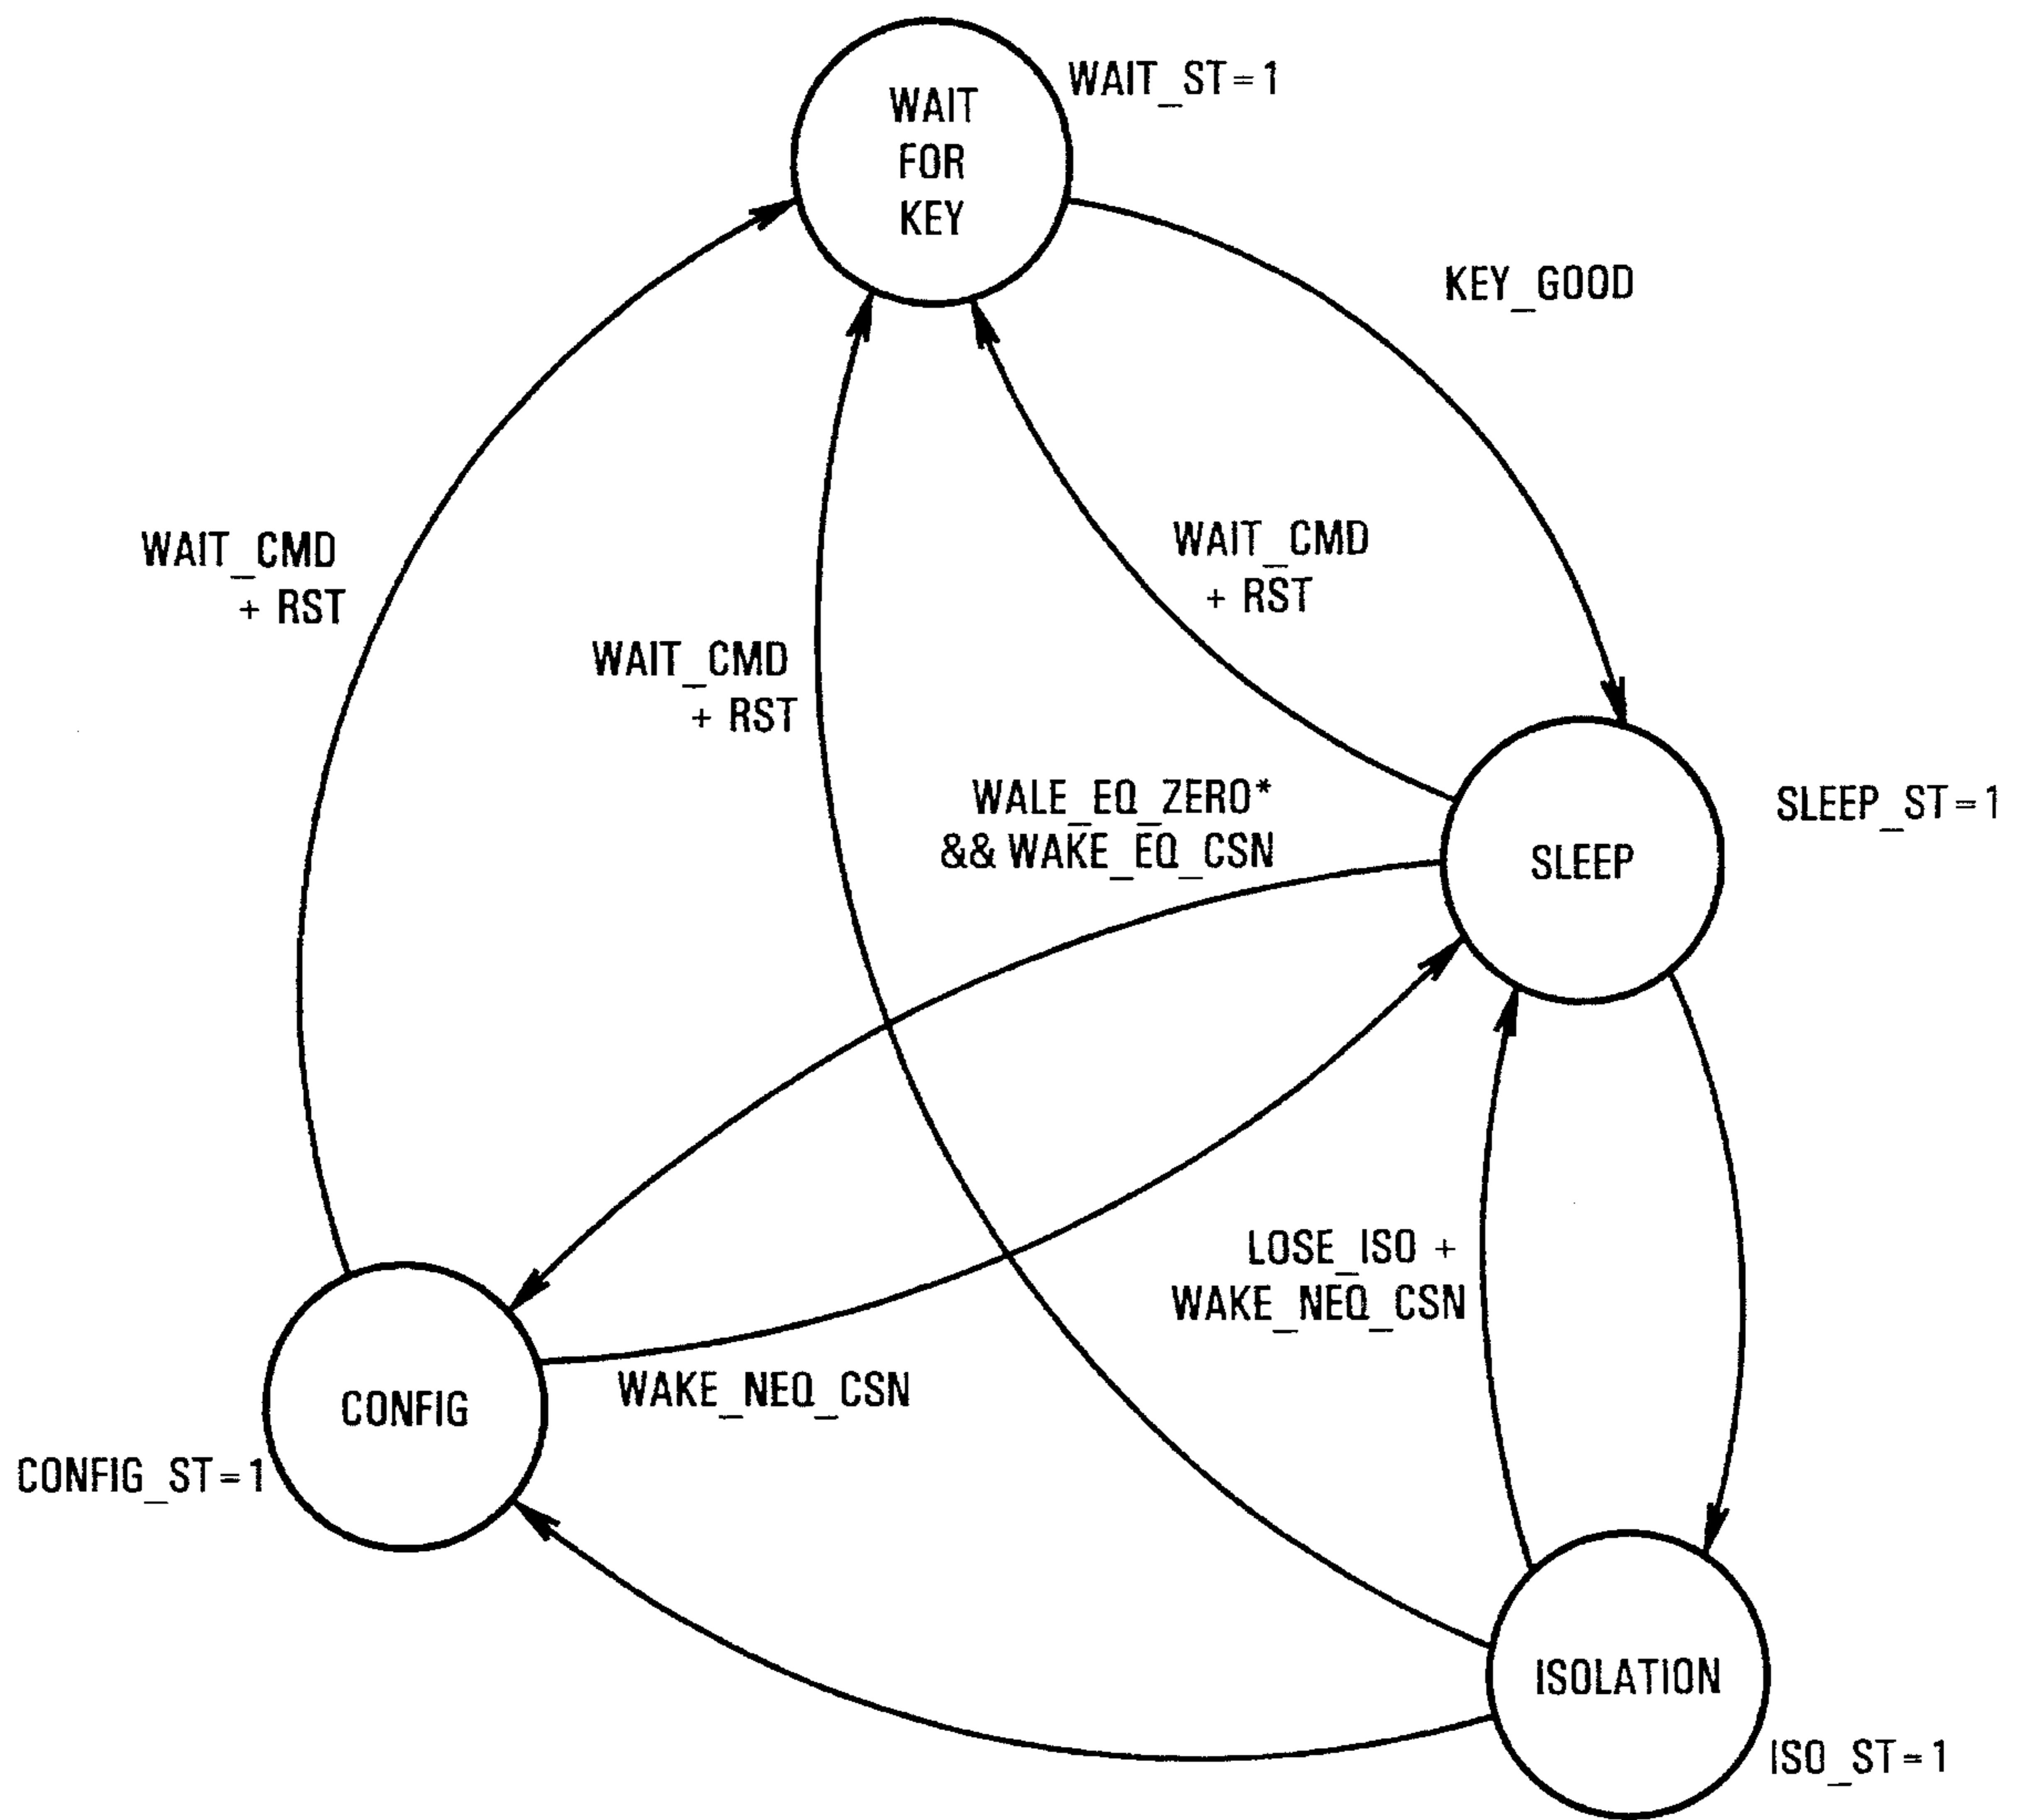 WAIT
FOR
KEY
WAIT_ST=1
KEY_GOOD
WAIT_CMD
+ RST
WAIT_CMD
+ RST
WAIT_CMD
+ RST
WALE_EQ_ZERO*
&& WAKE_EQ_CSN
SLEEP
SLEEP_ST=1
LOSE_ISO +
WAKE_NEQ_CSN
WAKE_NEQ_CSN
CONFIG
CONFIG_ST=1
ISOLATION
ISO_ST=1